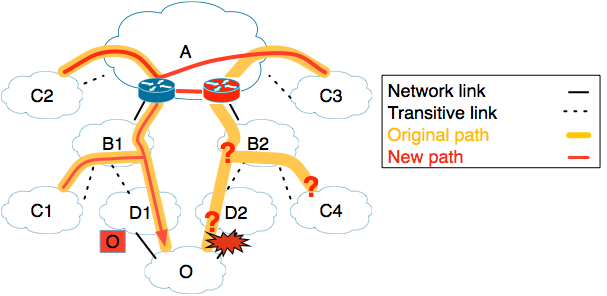 A
C2
C3
Network link
Transitive link
Original path
New path
B1
B2
?
?
C1
D1
?
D2
C4
O
O